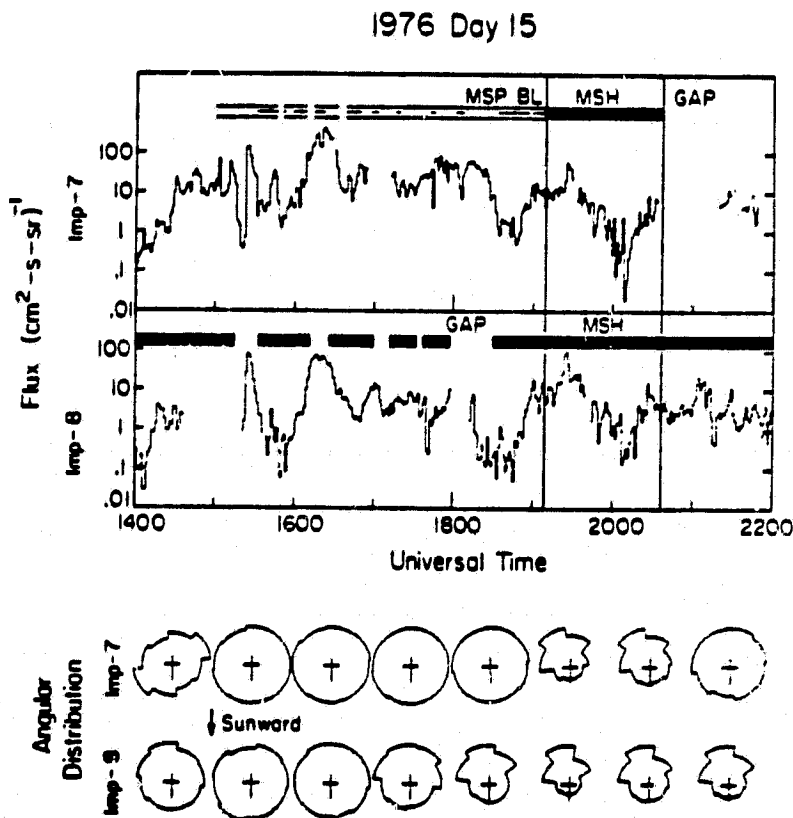 1976 Day 15
MSP BL MSH GAP
100
10
1
.1
.01
Imp-7
GAP MSH
100
10
1
.1
.01
Imp-8
Flux (cm²-s-sr)⁻¹
1400 1600 1800 2000 2200
Universal Time
Imp-7
Sunward
Angular
Distribution